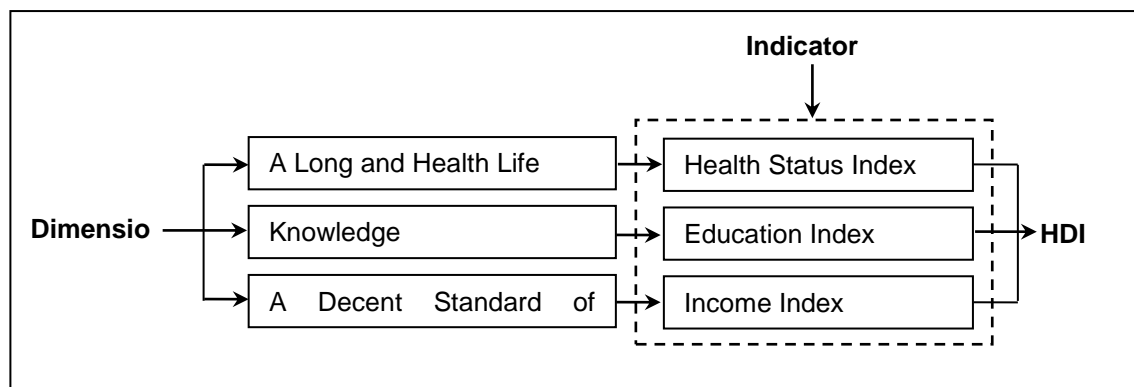 Indicator
A Long and Health Life
Health Status Index
Dimensio
Knowledge
Education Index
HDI
A Decent Standard of
Income Index